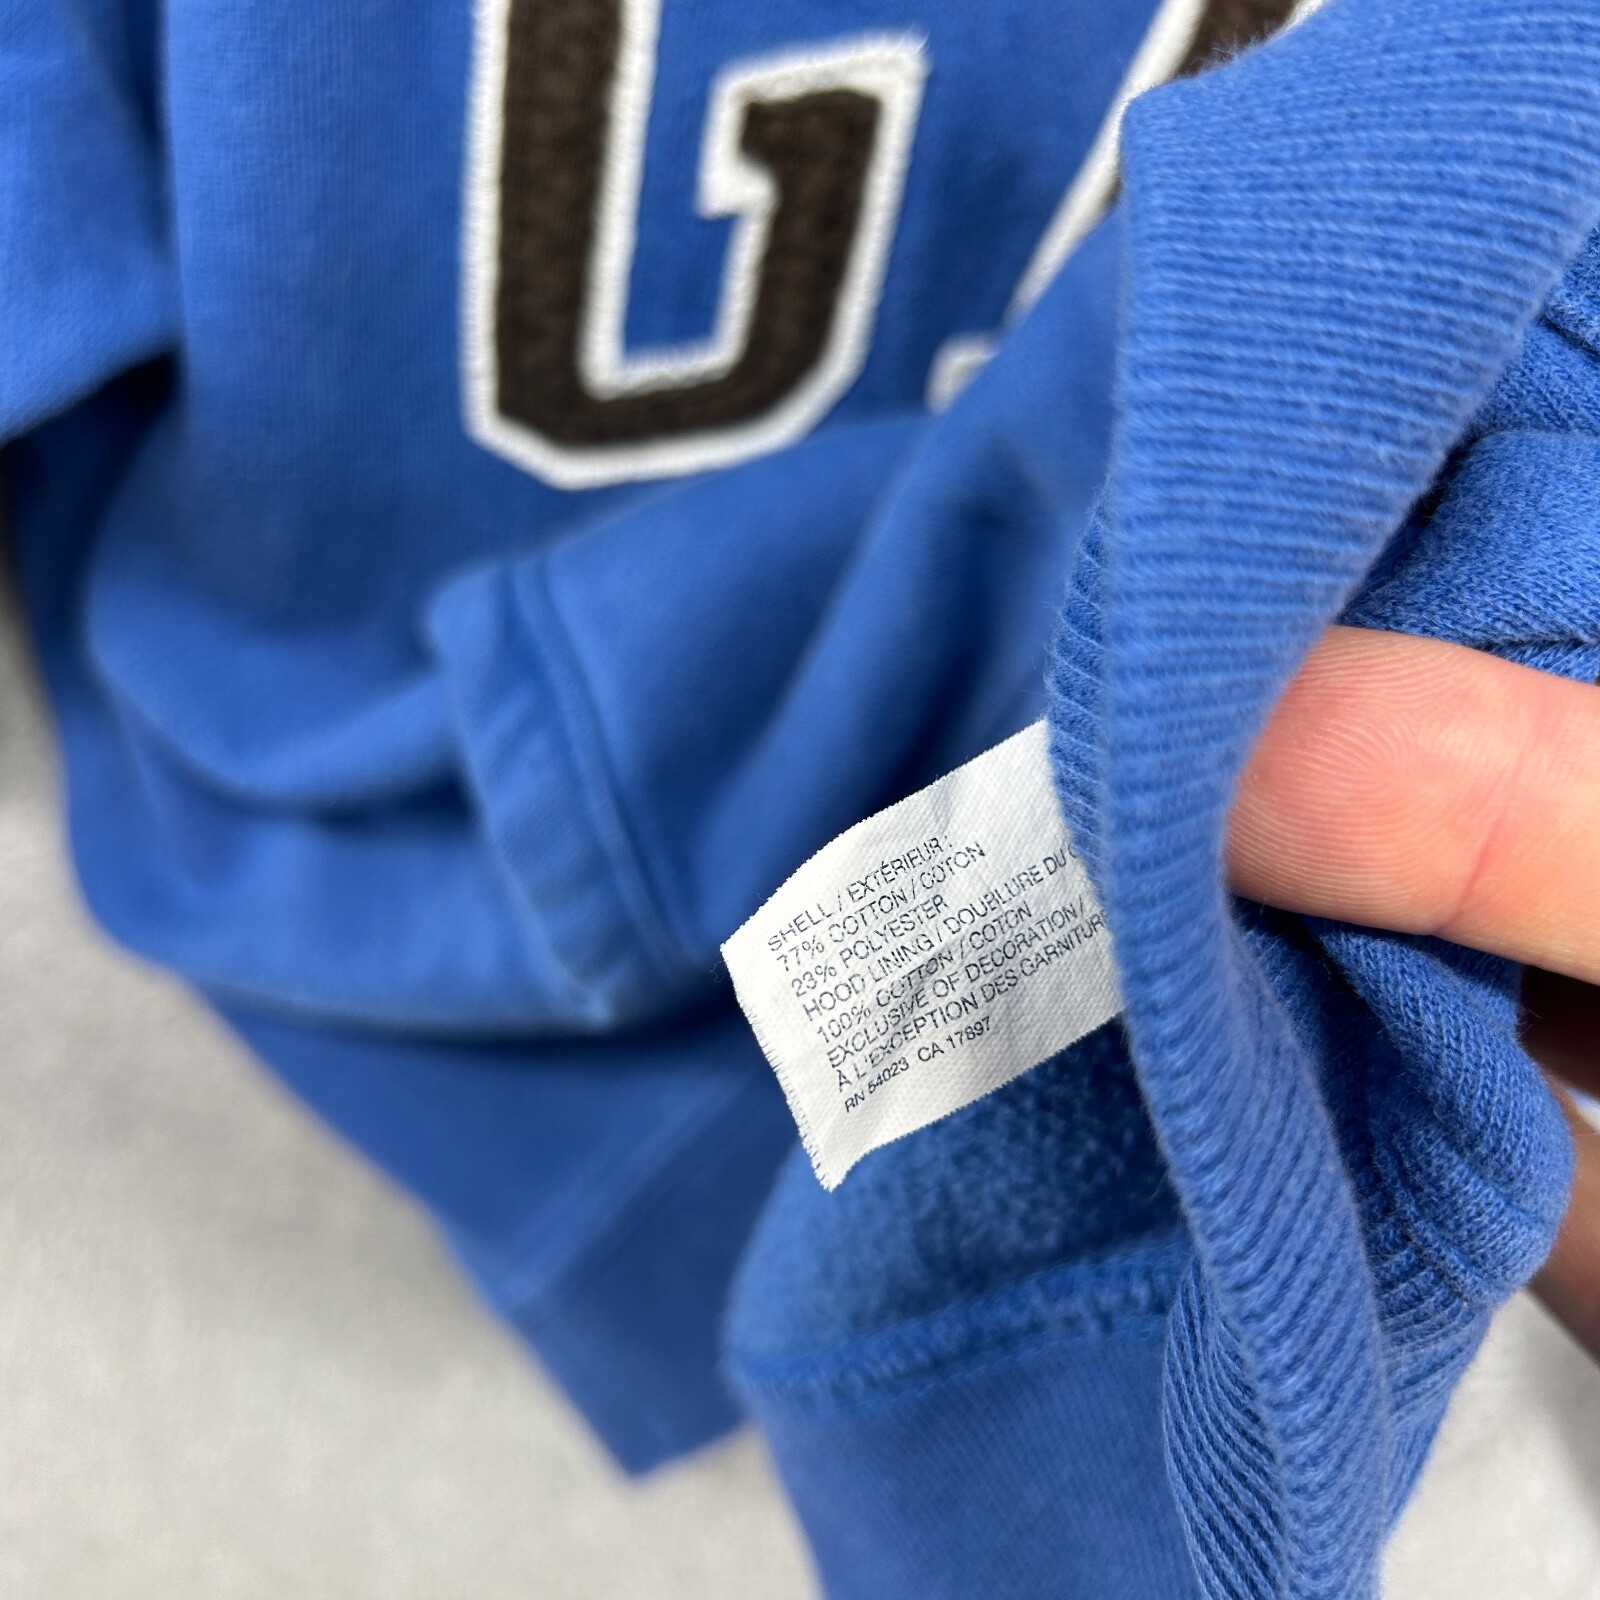 G
SHELL / EXTÉRIEUR :
77% COTTON / COTON
23% POLYESTER
HOOD LINING / DOUBLURE DU
100% COTTON / COTON
EXCLUSIVE OF DECORATION /
À L'EXCEPTION DES GARNITURE
RN 54023 CA 17897